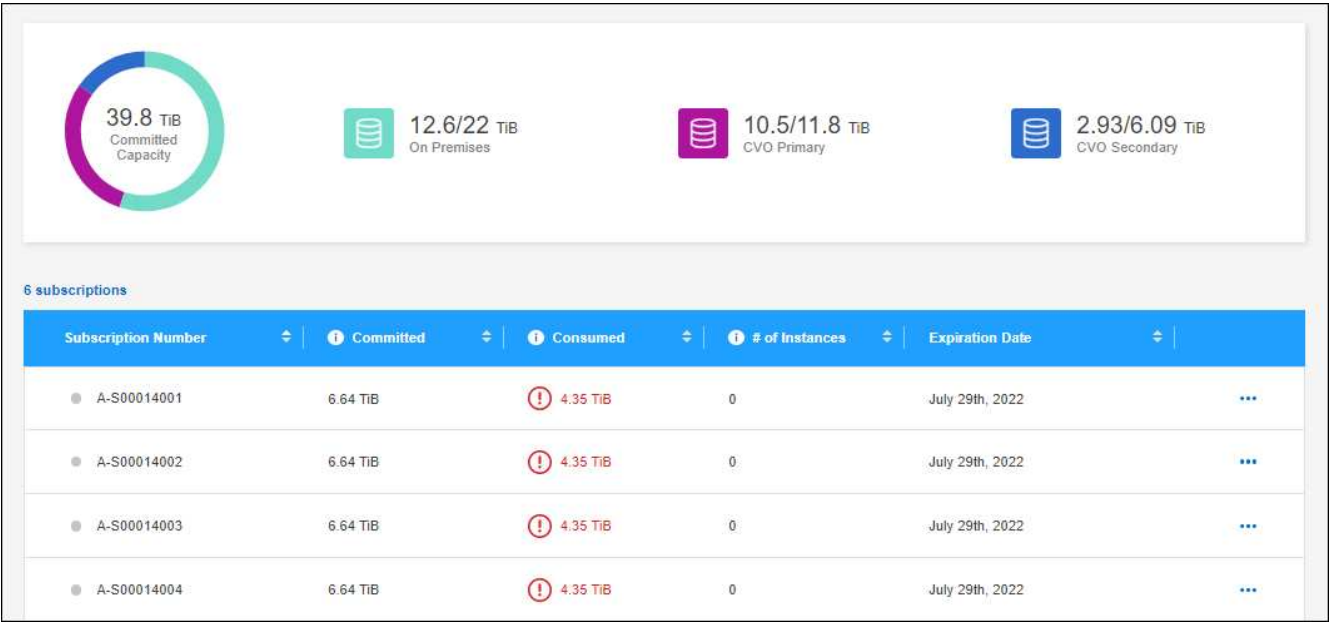 39.8 TiB
Committed
Capacity
12.6/22 TiB
On Premises
10.5/11.8 TiB
CVO Primary
2.93/6.09 TiB
CVO Secondary
6 subscriptions
Subscription Number Committed Consumed # of Instances Expiration Date
A-S00014001 6.64 TiB 4.35 TiB 0 July 29th, 2022
A-S00014002 6.64 TiB 4.35 TiB 0 July 29th, 2022
A-S00014003 6.64 TiB 4.35 TiB 0 July 29th, 2022
A-S00014004 6.64 TiB 4.35 TiB 0 July 29th, 2022